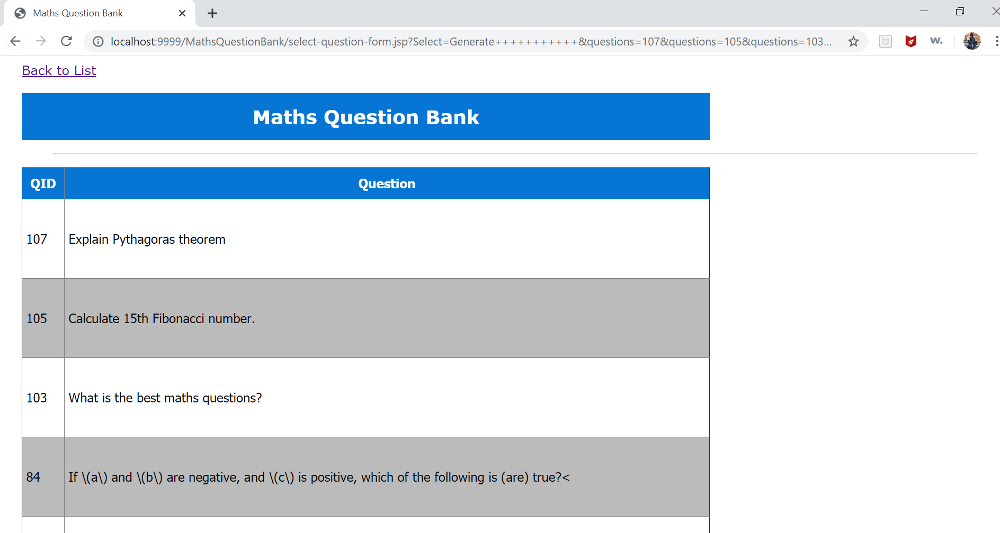 Maths Question Bank
localhost:9999/MathsQuestionBank/select-question-form.jsp?Select=Generate+++++++++++&questions=107&questions=105&questions=103...
w.
Back to List
Maths Question Bank
QID Question
107 Explain Pythagoras theorem
105 Calculate 15th Fibonacci number.
103 What is the best maths questions?
84 If \(a\) and \(b\) are negative, and \(c\) is positive, which of the following is (are) true?<